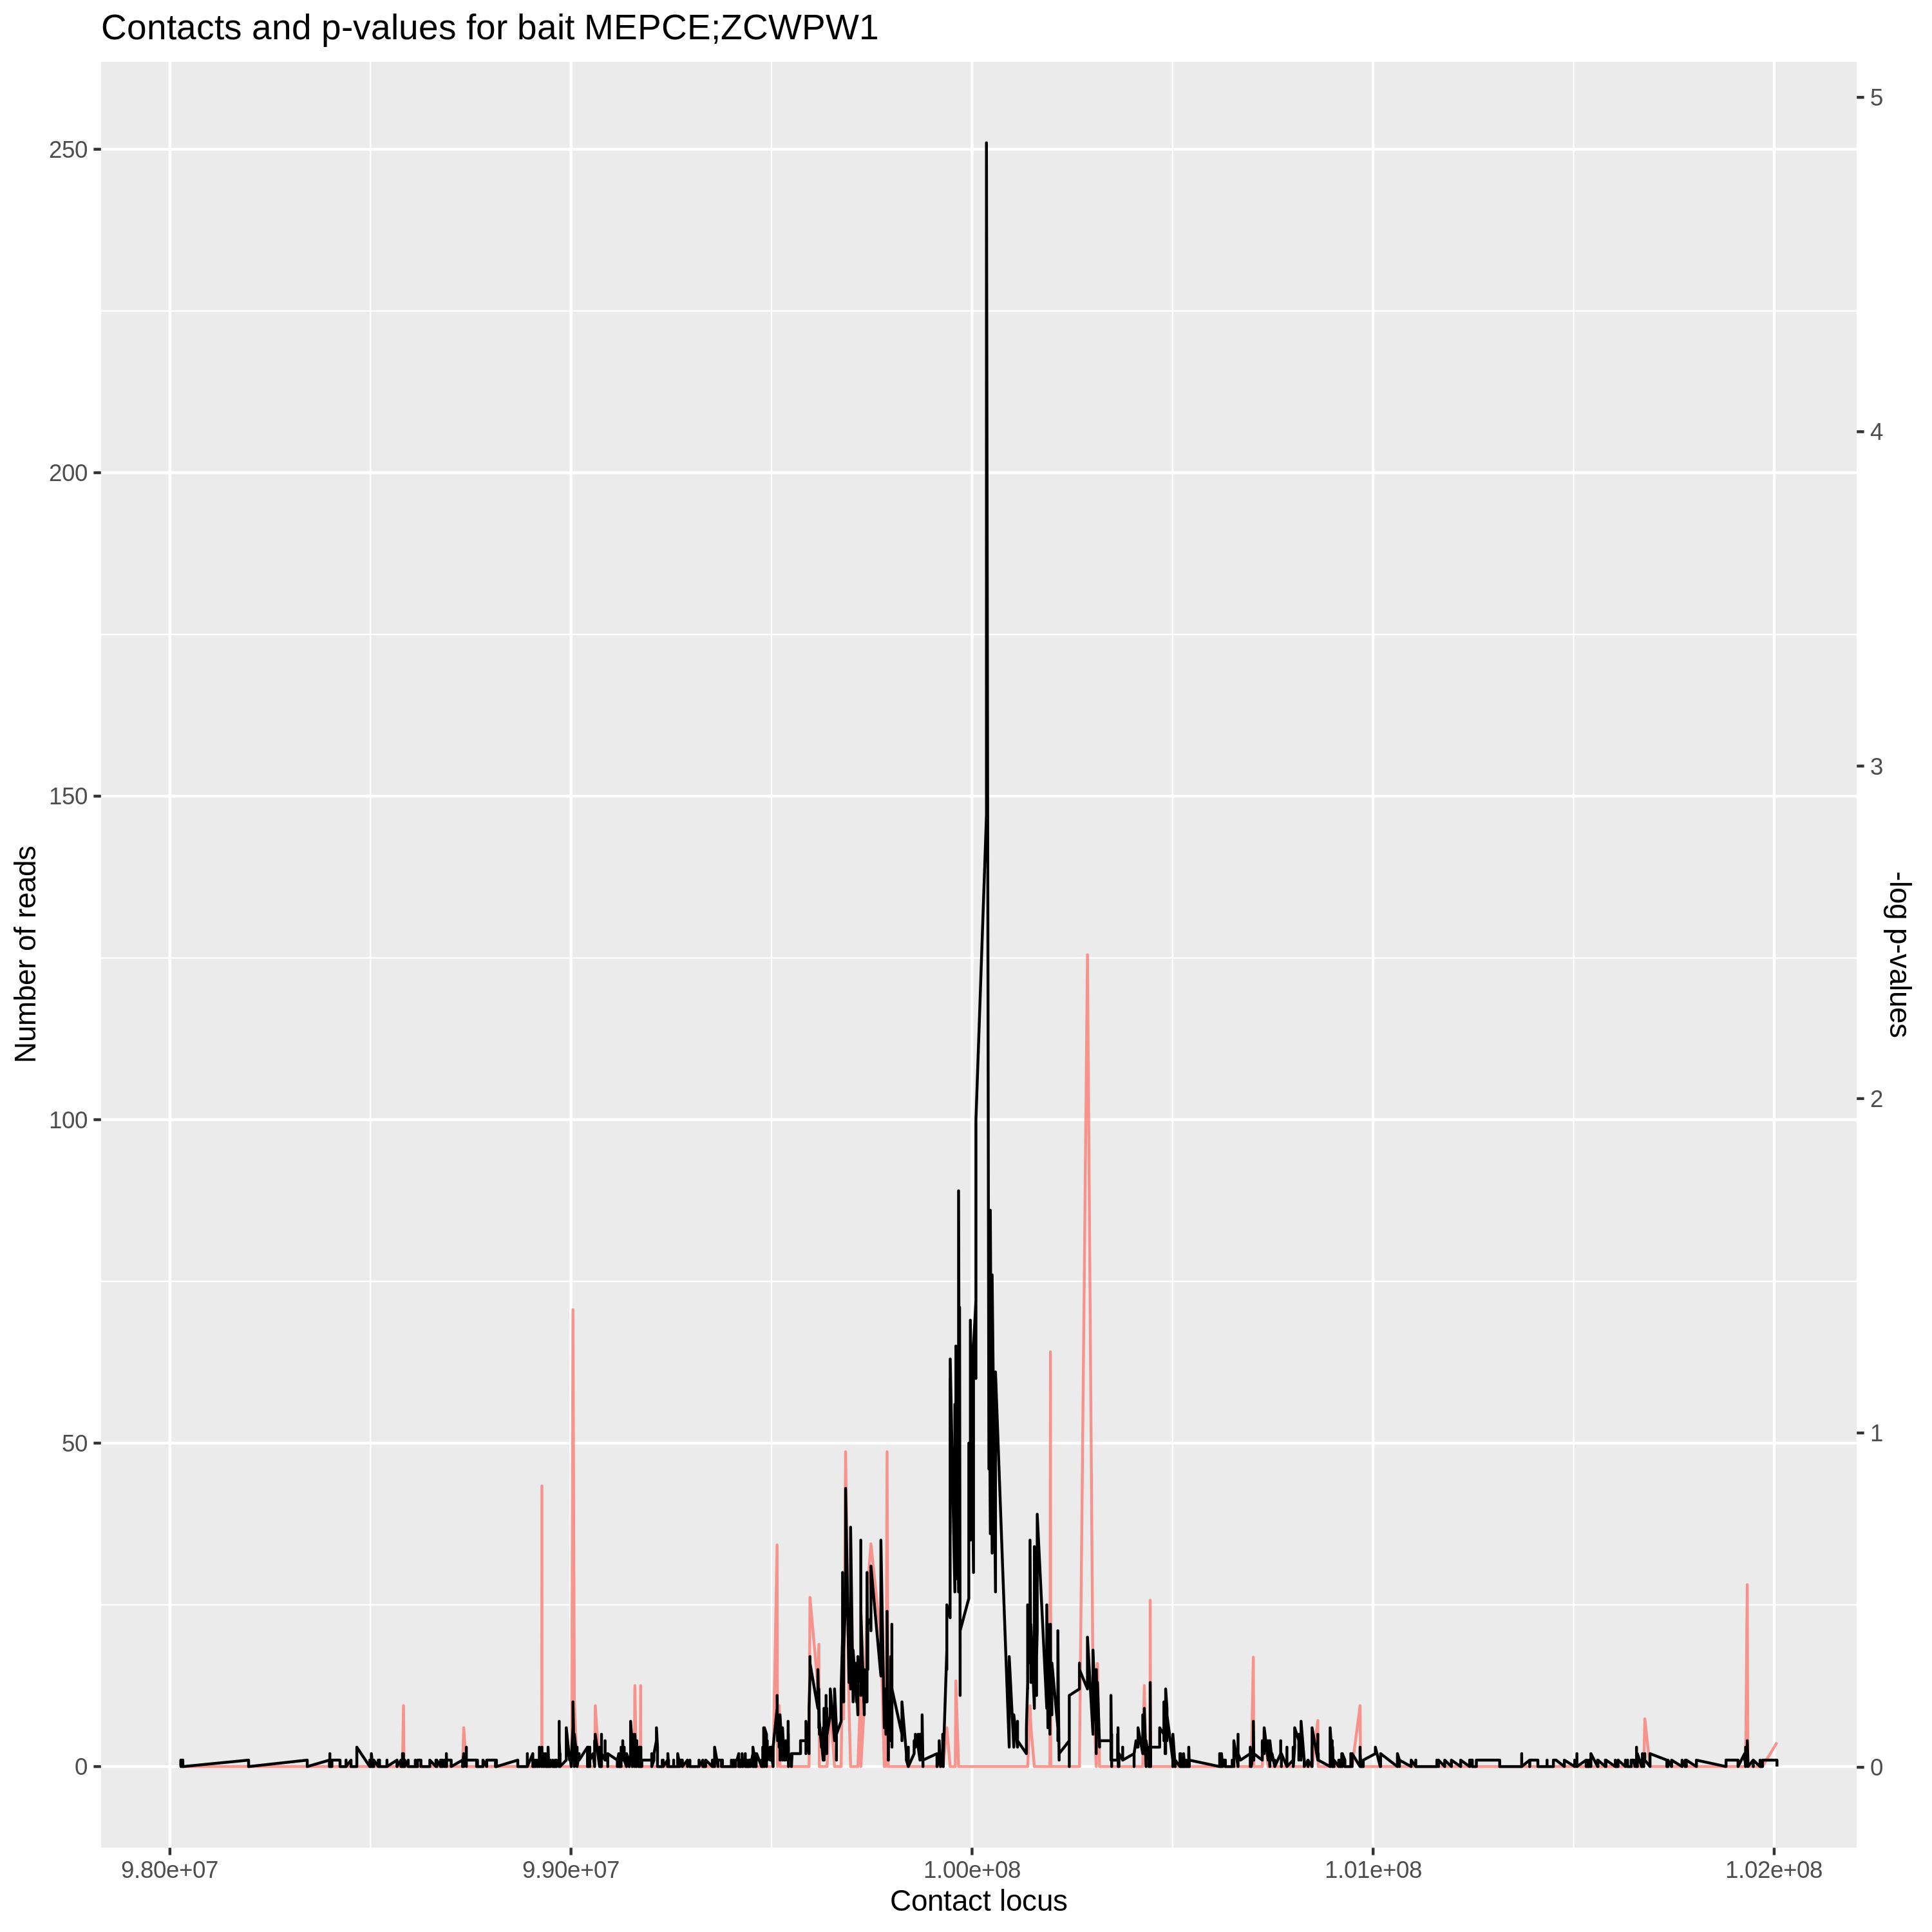 Contacts and p-values for bait MEPCE;ZCWPW1
250
200
150
100
50
0
Number of reads
5
4
3
2
1
0
-log p-values
9.80e+07
9.90e+07
1.00e+08
1.01e+08
1.02e+08
Contact locus